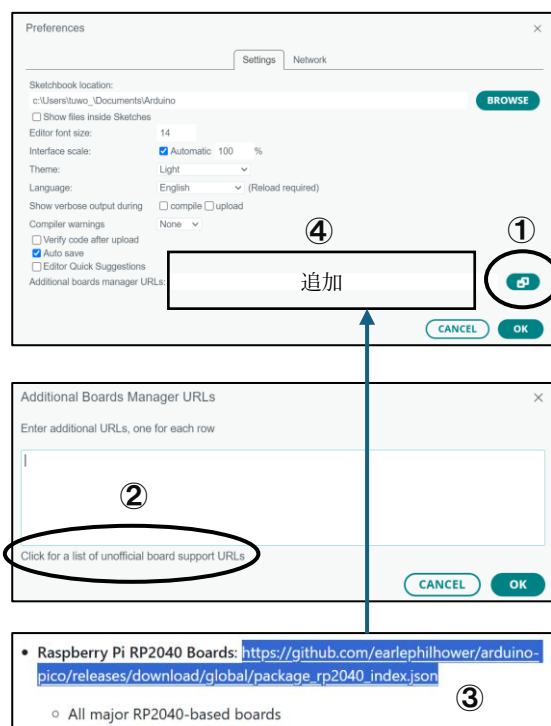 Preferences
Settings Network
Sketchbook location:
c:\Users\tuwo_\Documents\Arduino
BROWSE
Show files inside Sketches
Editor font size: 14
Interface scale: Automatic 100 %
Theme: Light
Language: English (Reload required)
Show verbose output during compile upload
Compiler warnings None
④ ①
Verify code after upload
Auto save
Editor Quick Suggestions
Additional boards manager URLs: 追加
CANCEL OK
Additional Boards Manager URLs
Enter additional URLs, one for each row
②
Click for a list of unofficial board support URLs
CANCEL OK
• Raspberry Pi RP2040 Boards: https://github.com/earlephilhower/arduino-
pico/releases/download/global/package_rp2040_index.json
③
○ All major RP2040-based boards